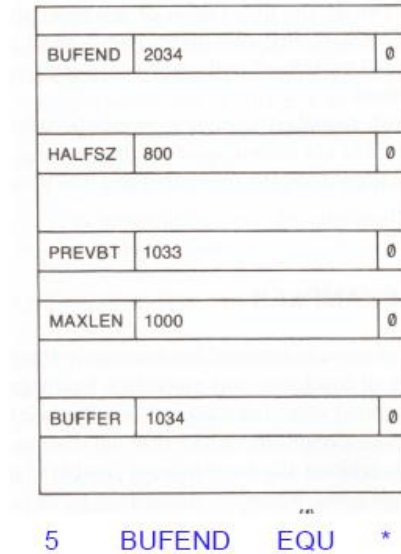 BUFEND 2034 0
HALFSZ 800 0
PREVBT 1033 0
MAXLEN 1000 0
BUFFER 1034 0
5 BUFEND EQU *